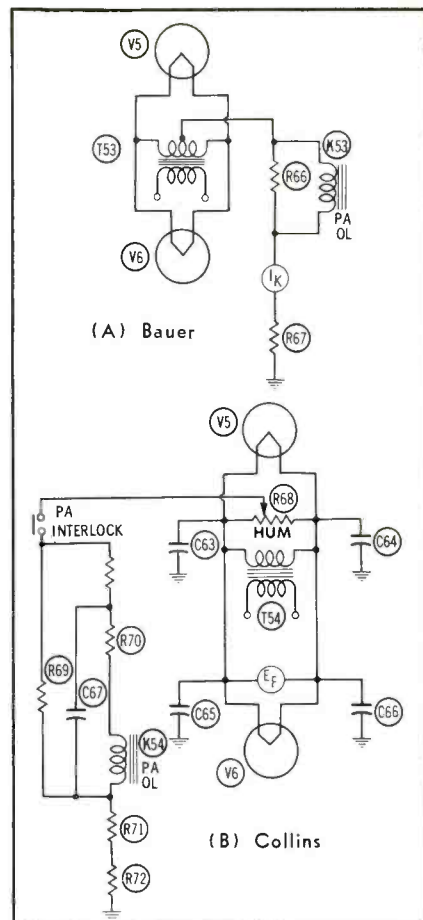 V5
T53
K53
R66
PA
OL
V6
IK
(A) Bauer
R67
V5
PA
INTERLOCK
R68
HUM
C63
C64
T54
R70
R69
C67
EF
C65
C66
K54
PA
OL
V6
R71
(B) Collins
R72